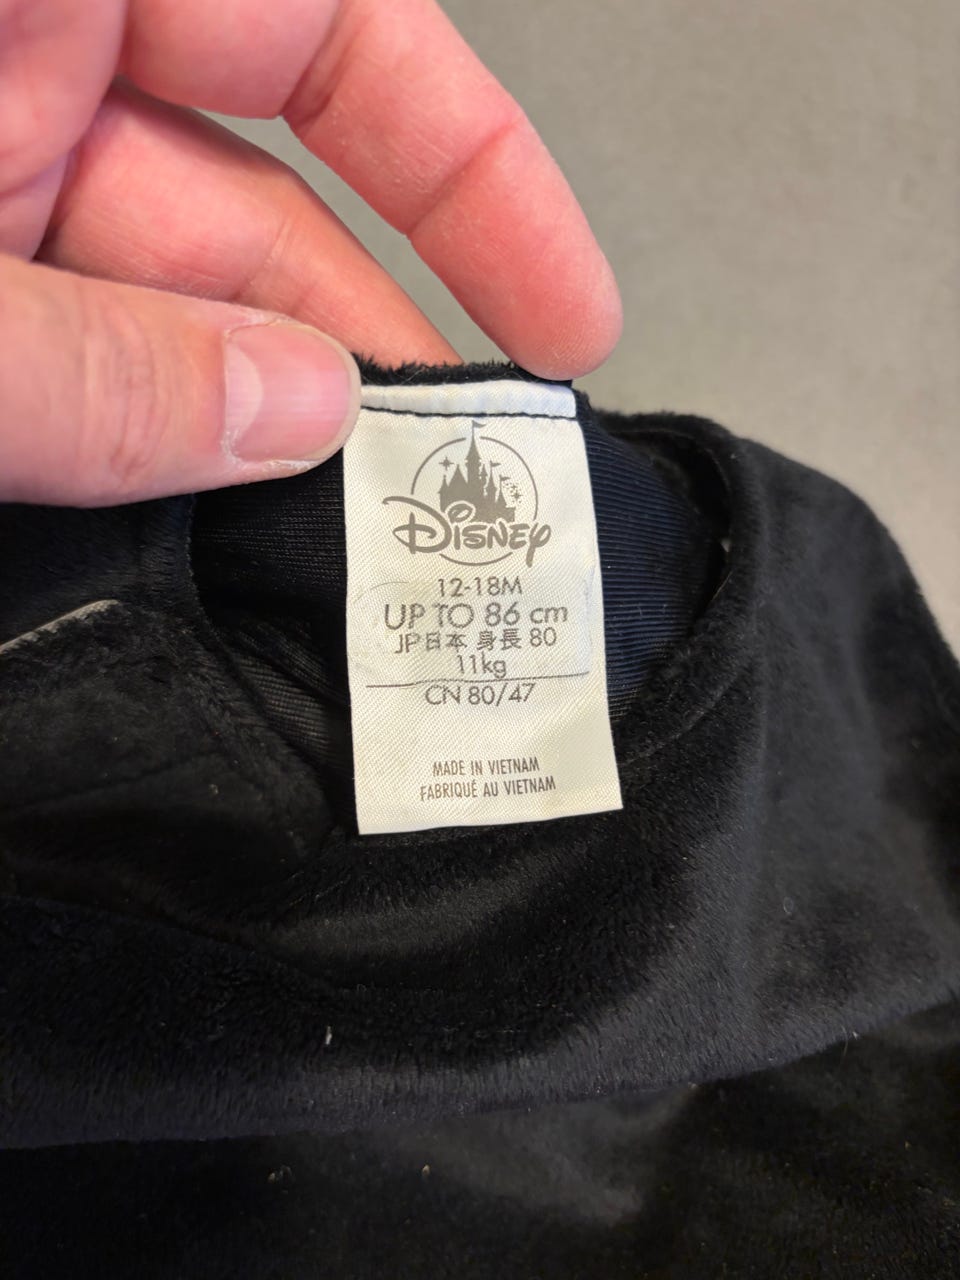 Disney
12-18M
UP TO 86 cm
JP日本 身長 80
11kg
CN 80/47
MADE IN VIETNAM
FABRIQUÉ AU VIETNAM